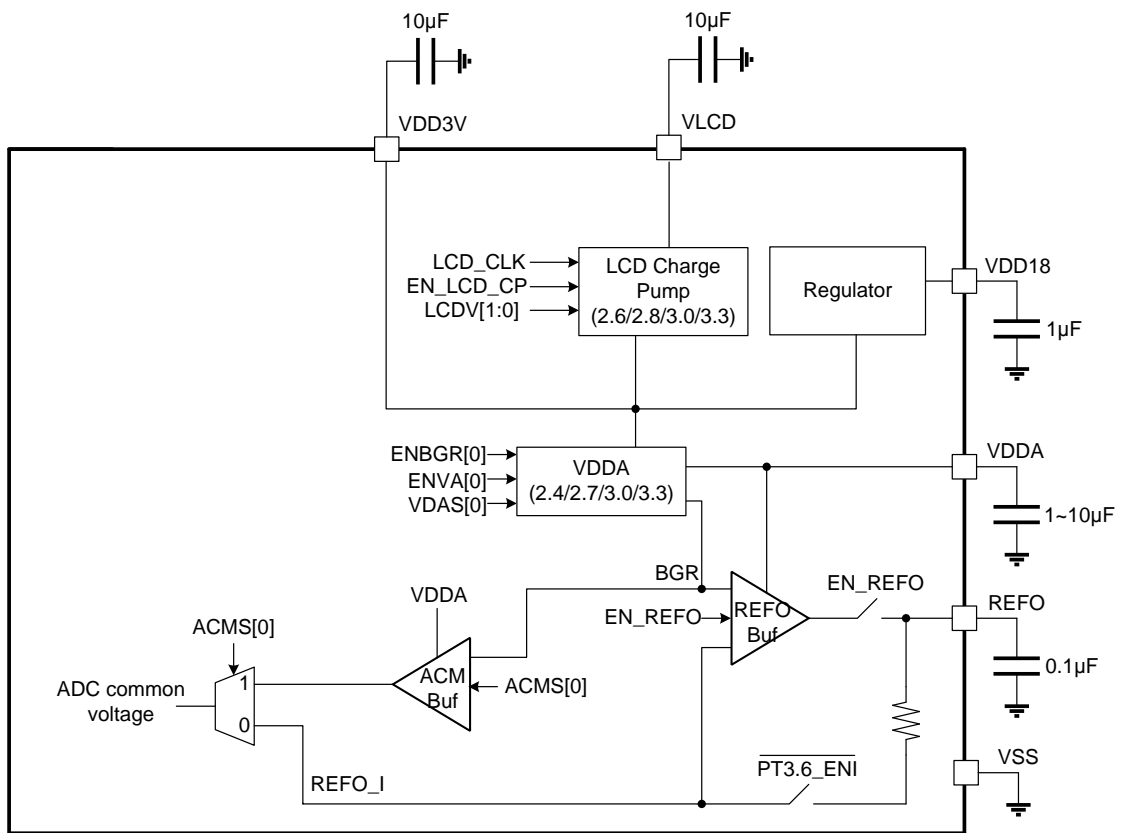 10µF
10µF
VDD3V
VLCD
LCD_CLK
EN_LCD_CP
LCDV[1:0]
LCD Charge
Pump
(2.6/2.8/3.0/3.3)
Regulator
VDD18
1µF
ENBGR[0]
ENVA[0]
VDAS[0]
VDDA
(2.4/2.7/3.0/3.3)
VDDA
1~10µF
BGR
EN_REFO
REFO
Buf
EN_REFO
REFO
0.1µF
VDDA
ACMS[0]
ACM
Buf
ACMS[0]
ADC common
voltage
1
0
REFO_I
PT3.6_ENI
VSS